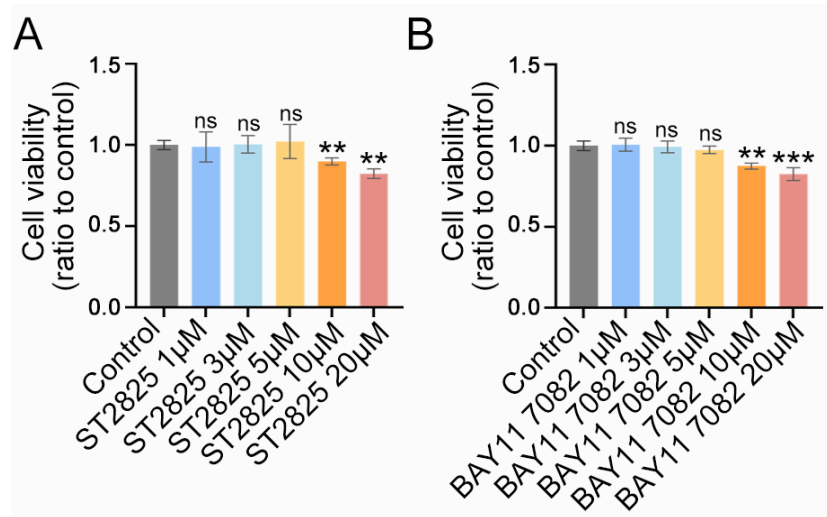 A
Cell viability
(ratio to control)
1.5
1.0
0.5
0.0
ns
ns
ns
**
**
Control
ST2825 1μM
ST2825 3μM
ST2825 5μM
ST2825 10μM
ST2825 20μM
B
Cell viability
(ratio to control)
1.5
1.0
0.5
0.0
ns
ns
ns
**
***
Control
BAY11 7082 1μM
BAY11 7082 3μM
BAY11 7082 5μM
BAY11 7082 10μM
BAY11 7082 20μM